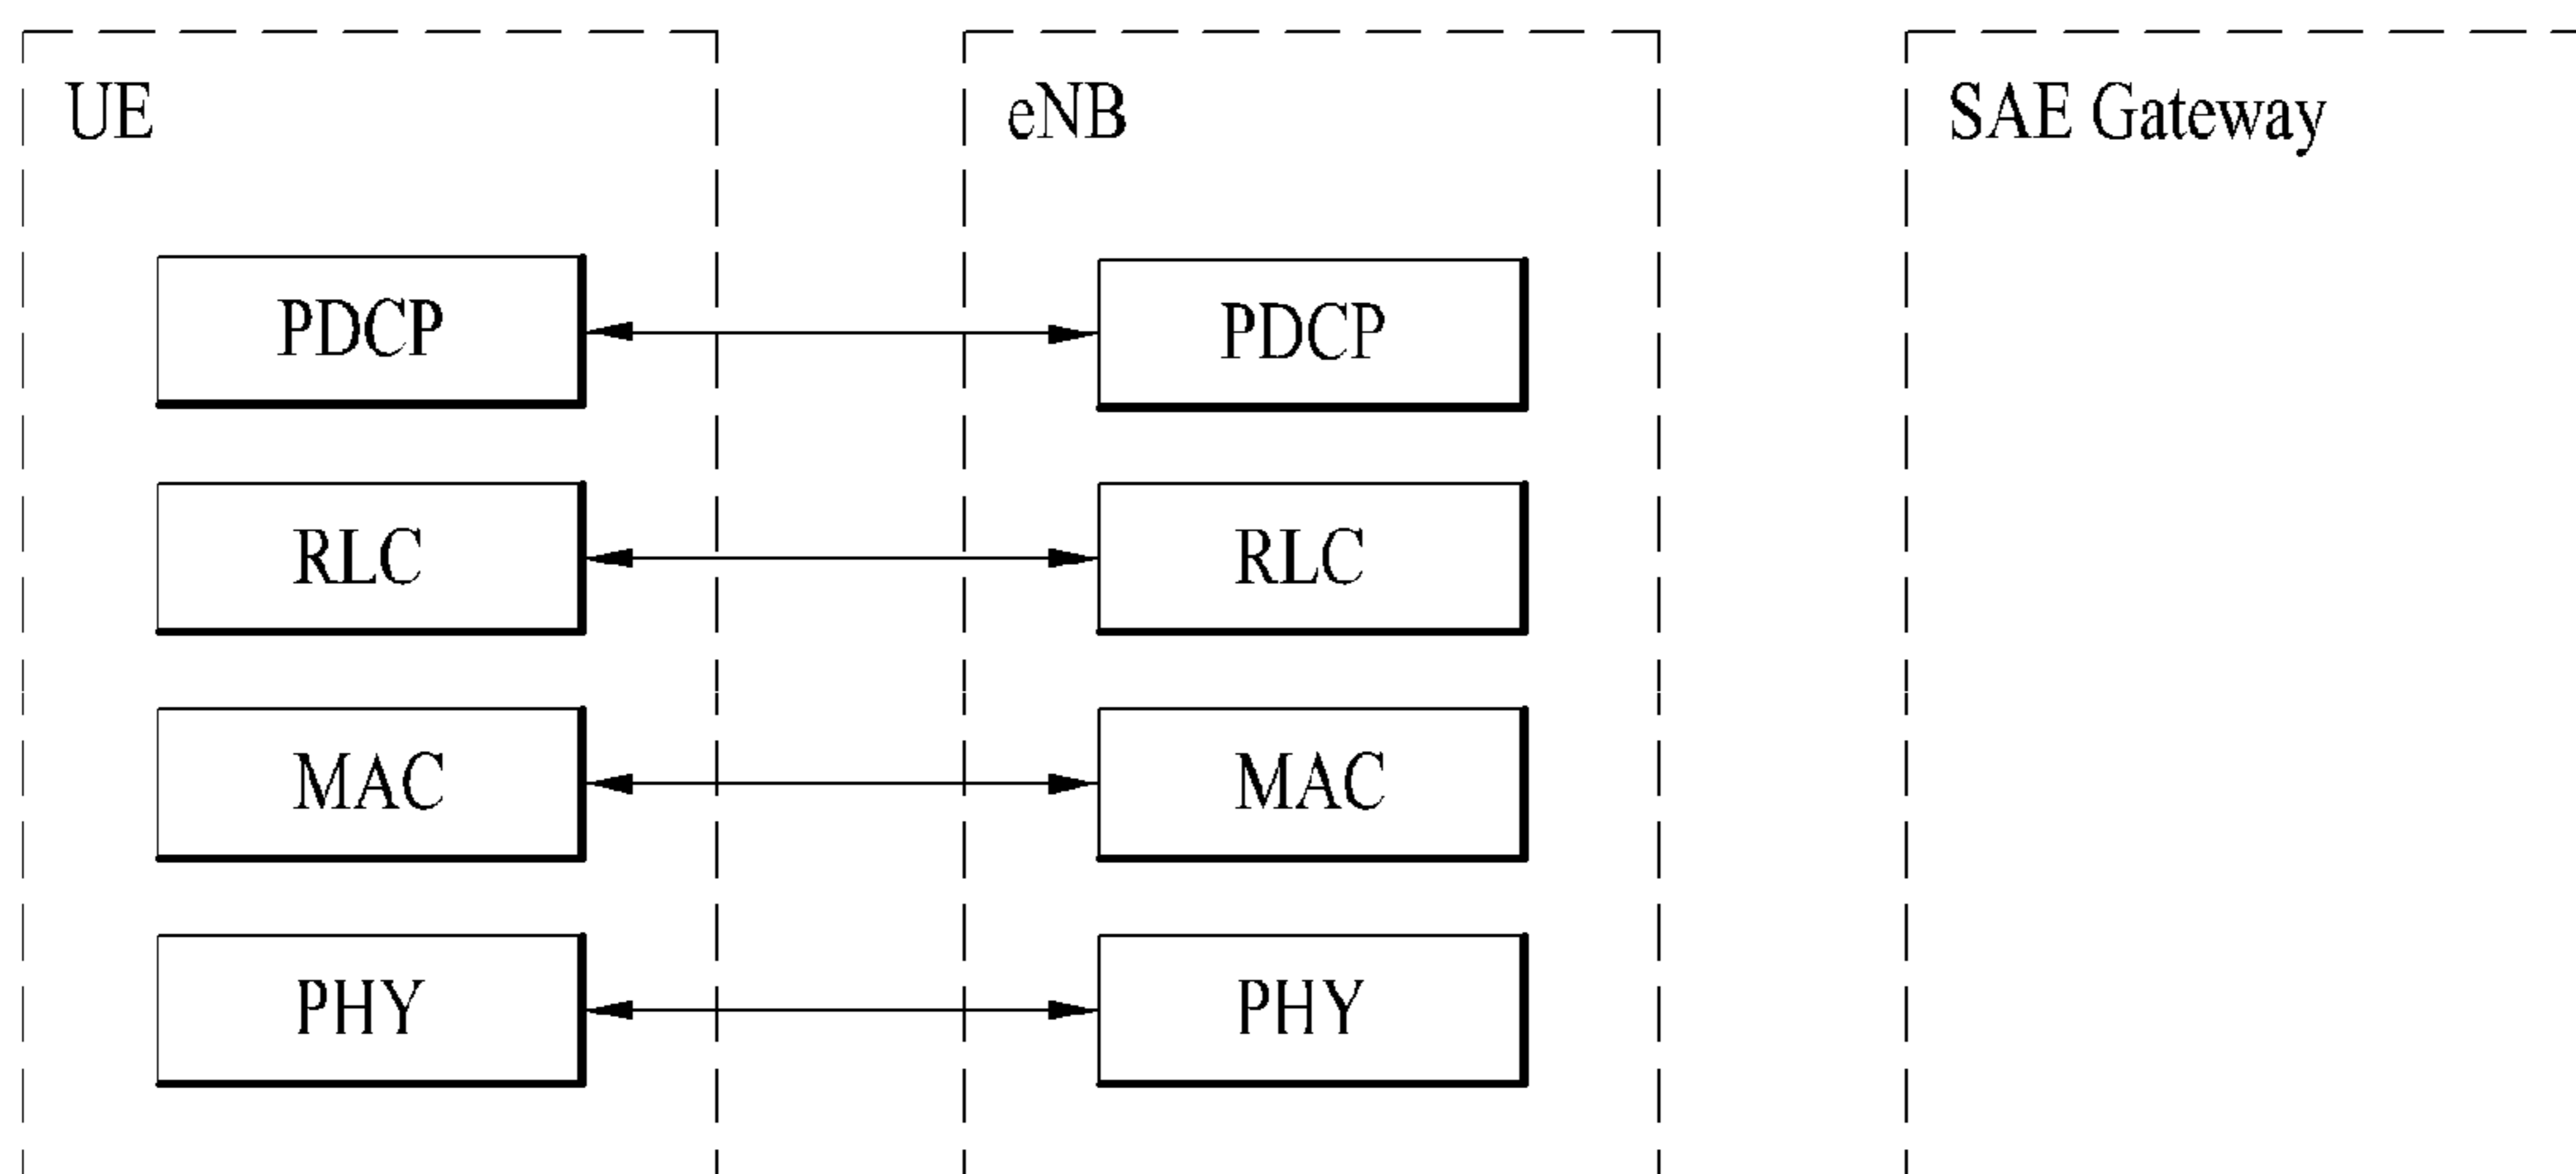 UE
eNB
SAE Gateway
PDCP
PDCP
RLC
RLC
MAC
MAC
PHY
PHY